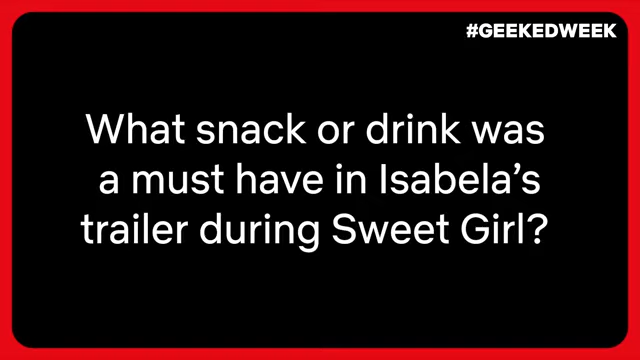 #GEEKEDWEEK
What snack or drink was
a must have in Isabela’s
trailer during Sweet Girl?